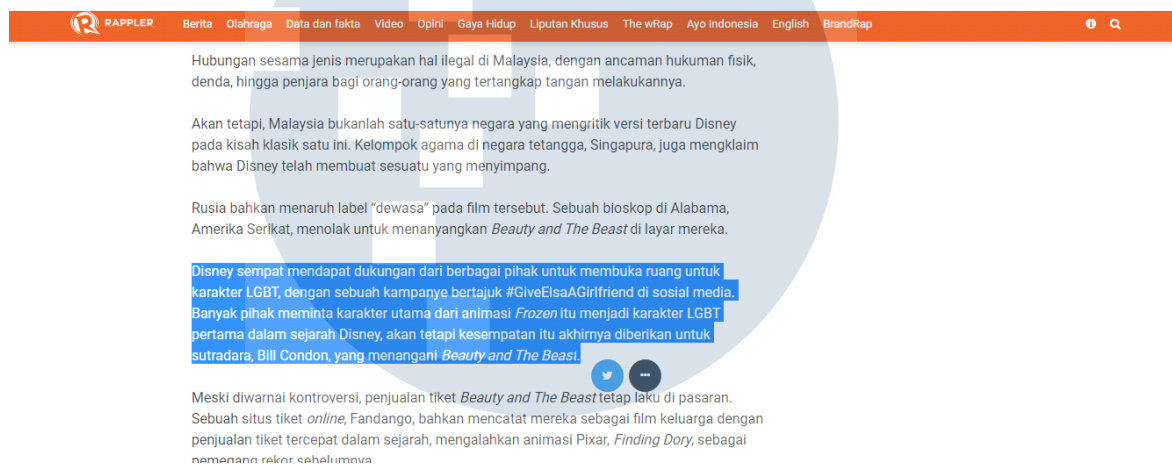 RAPPLER Berita Olahraga Data dan fakta Video Opini Gaya Hidup Liputan Khusus The wRap Ayo Indonesia English BrandRap
Hubungan sesama jenis merupakan hal ilegal di Malaysia, dengan ancaman hukuman fisik,
denda, hingga penjara bagi orang-orang yang tertangkap tangan melakukannya.
Akan tetapi, Malaysia bukanlah satu-satunya negara yang mengritik versi terbaru Disney
pada kisah klasik satu ini. Kelompok agama di negara tetangga, Singapura, juga mengklaim
bahwa Disney telah membuat sesuatu yang menyimpang.
Rusia bahkan menaruh label “dewasa” pada film tersebut. Sebuah bioskop di Alabama,
Amerika Serikat, menolak untuk menanyangkan Beauty and The Beast di layar mereka.
Disney sempat mendapat dukungan dari berbagai pihak untuk membuka ruang untuk
karakter LGBT, dengan sebuah kampanye bertajuk #GiveElsaAGirlfriend di sosial media.
Banyak pihak meminta karakter utama dari animasi Frozen itu menjadi karakter LGBT
pertama dalam sejarah Disney, akan tetapi kesempatan itu akhirnya diberikan untuk
sutradara, Bill Condon, yang menangani Beauty and The Beast.
Meski diwarnai kontroversi, penjualan tiket Beauty and The Beast tetap laku di pasaran.
Sebuah situs tiket online, Fandango, bahkan mencatat mereka sebagai film keluarga dengan
penjualan tiket tercepat dalam sejarah, mengalahkan animasi Pixar, Finding Dory, sebagai
pemegang rekor sebelumnya.